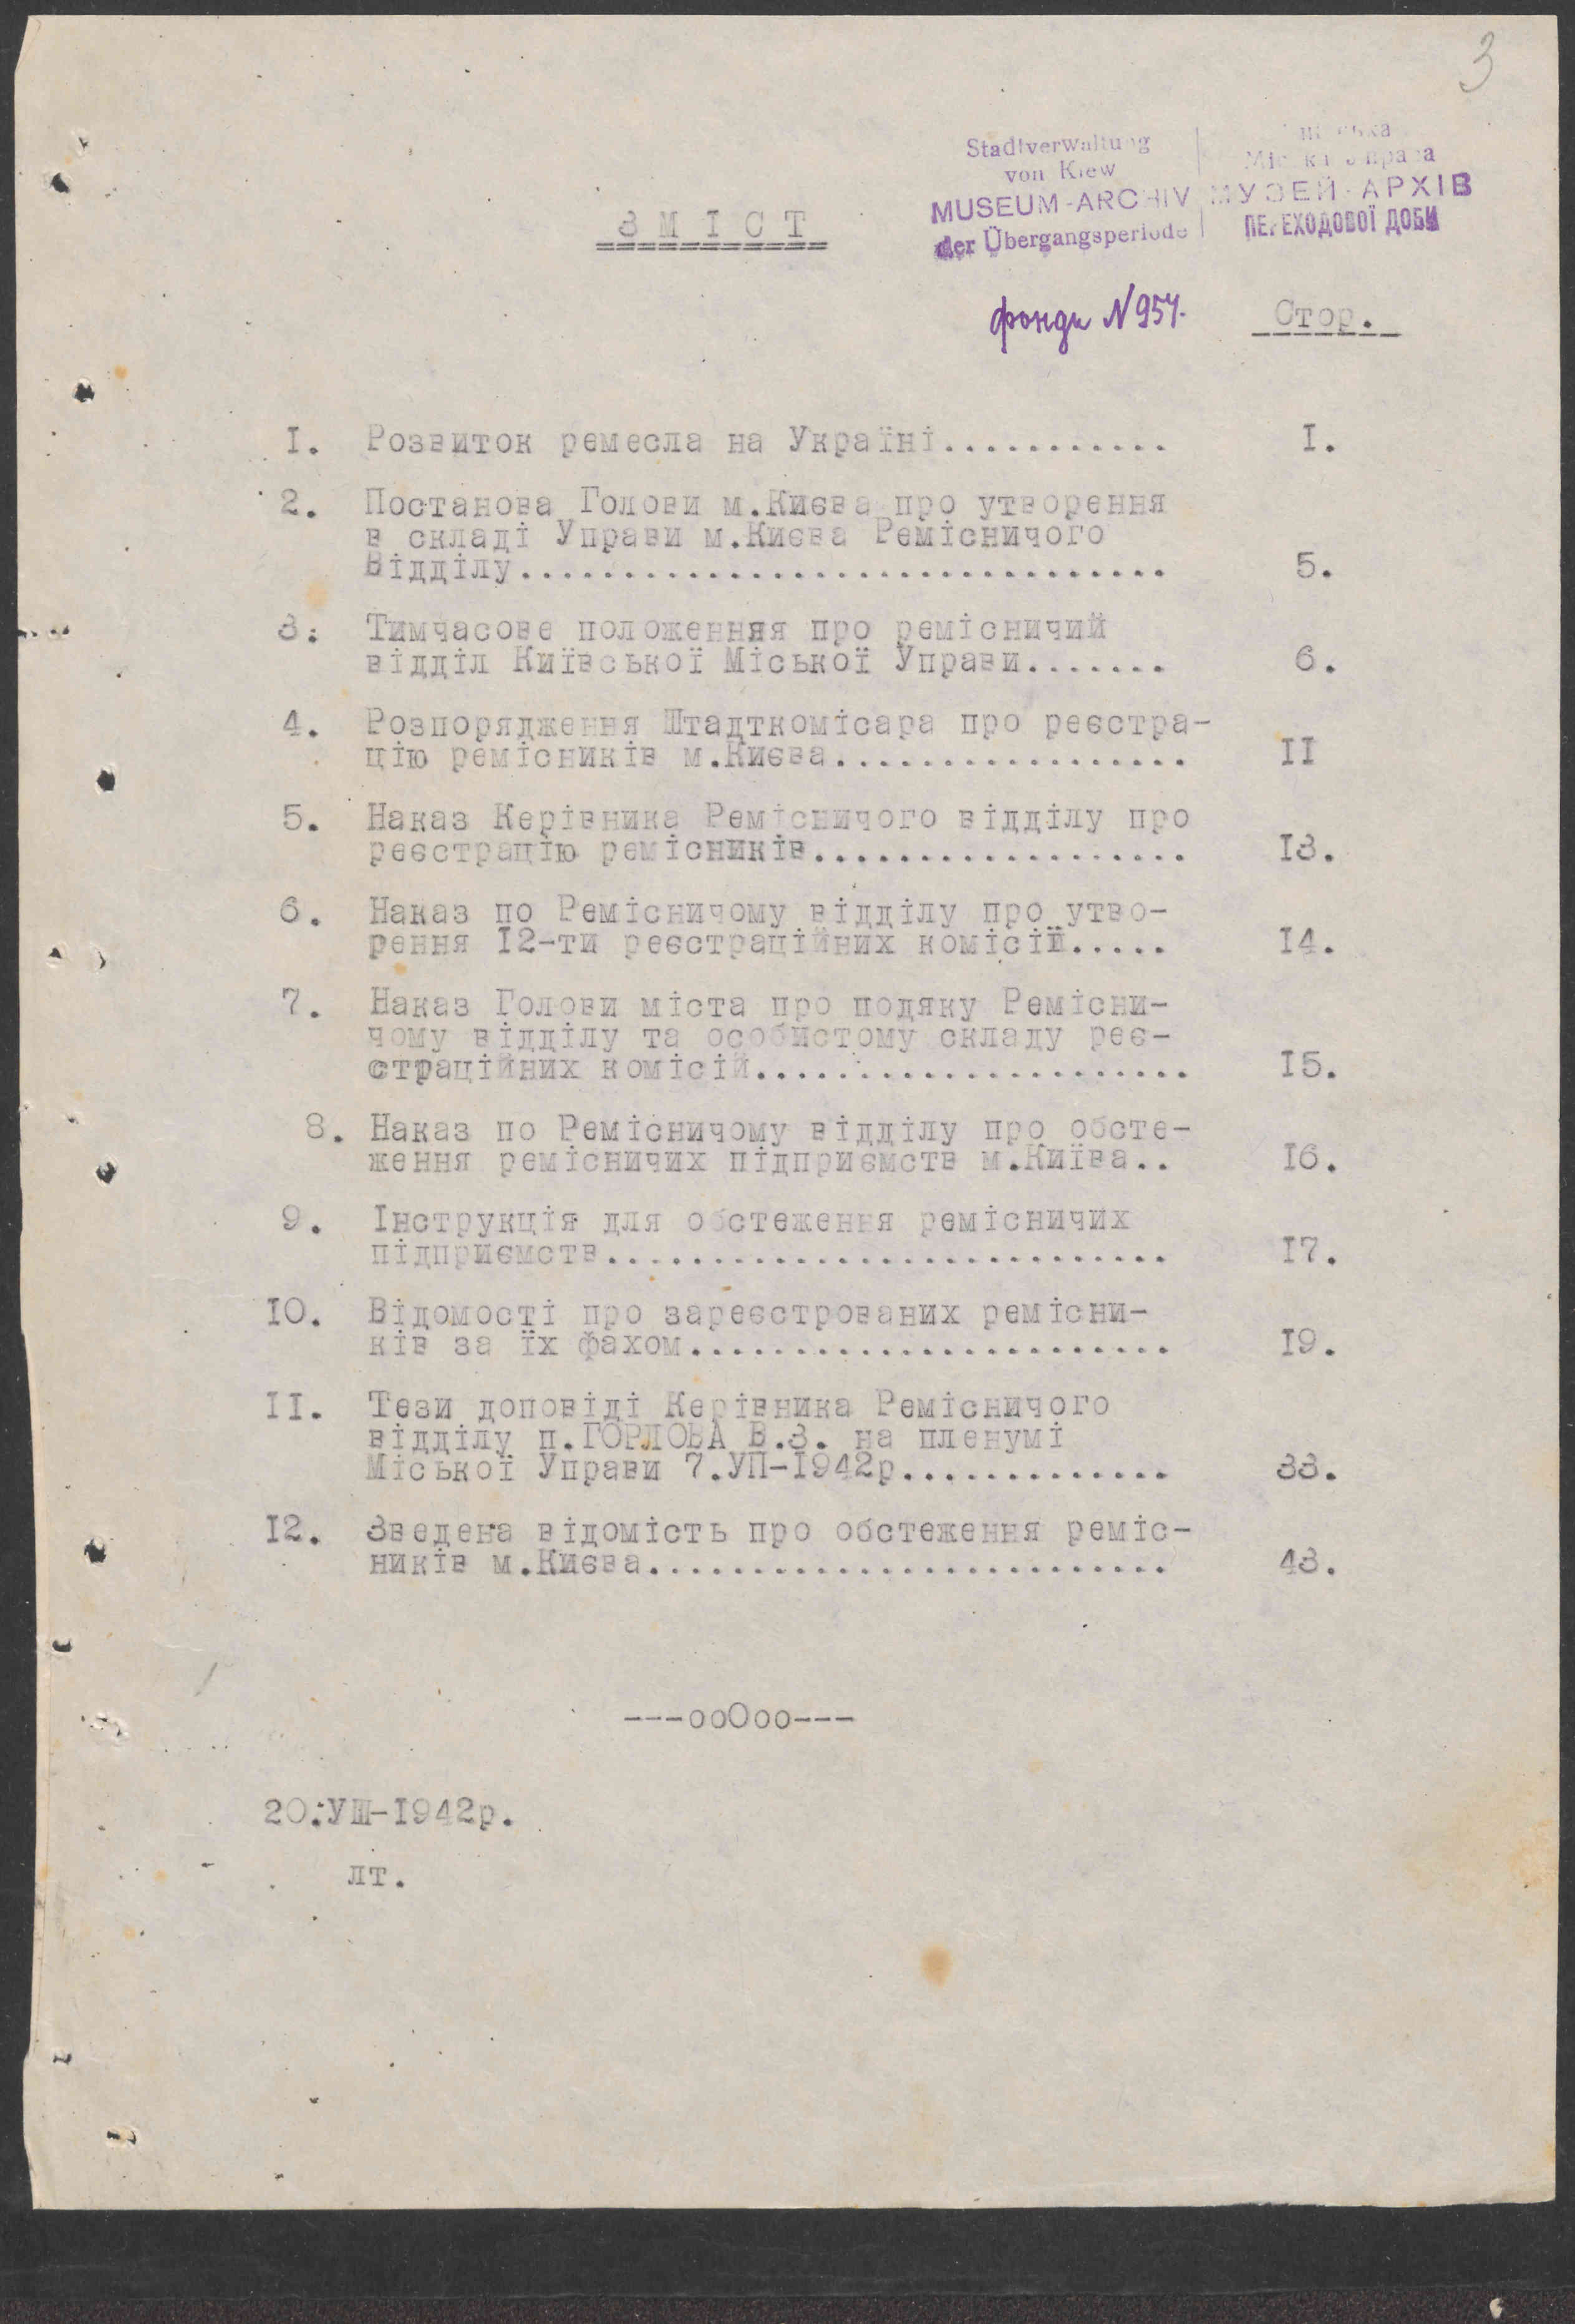 3
Stadtverwaltung
von Kiew
MUSEUM-ARCHIV
der Übergangsperiode
Міська Управа
МУЗЕЙ-АРХІВ
ПЕРЕХОДОВОЇ ДОБИ
ЗМІСТ
фонди N 954.
Стор.
I. Розвиток ремесла на Україні........... I.
2. Постанова Голови м.Києва про утворення
в складі Управи м.Києва Ремісничого
Відділу............................... 5.
3. Тимчасове положенняя про ремісничий
відділ Київської Міської Управи....... 6.
4. Розпорядження Штадткомісара про реєстра-
цію ремісників м.Києва................. II
5. Наказ Керівника Ремісничого відділу про
реєстрацію ремісників.................. I3.
6. Наказ по Ремісничому відділу про утво-
рення I2-ти реєстраційних комісій..... I4.
7. Наказ Голови міста про подяку Ремісни-
чому відділу та особистому складу реє-
страційних комісій..................... I5.
8. Наказ по Ремісничому відділу про обсте-
ження ремісничих підприємств м.Київа.. I6.
9. Інструкція для обстеження ремісничих
підприємств........................... I7.
IO. Відомості про зареєстрованих ремісни-
ків за їх фахом....................... I9.
II. Тези доповіді Керівника Ремісничого
відділу п.ГОРЛОВА В.З. на пленумі
Міської Управи 7.УП-I942р............. 33.
I2. Зведена відомість про обстеження реміс-
ників м.Києва......................... 43.
---ооОоо---
20.УШ-I942р.
лт.